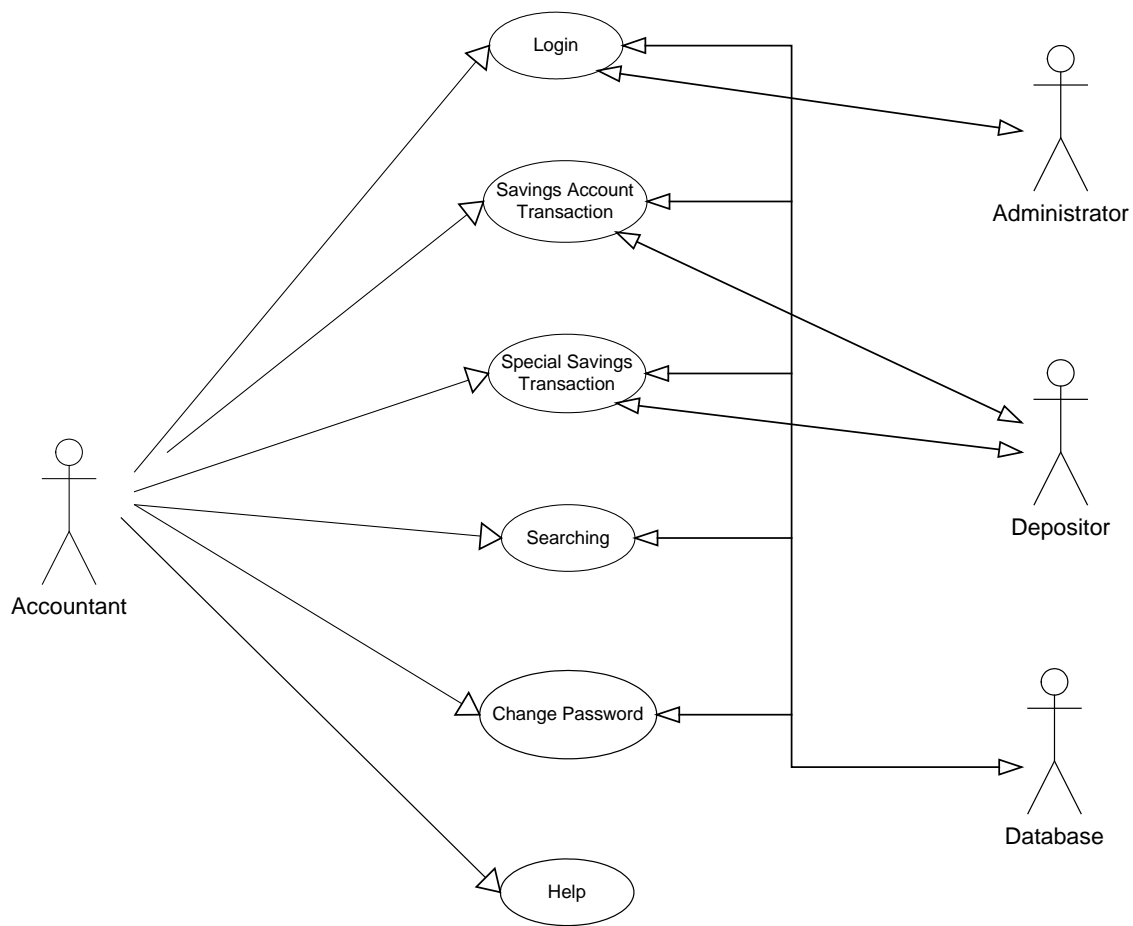 Login
Savings Account
Transaction
Administrator
Special Savings
Transaction
Depositor
Searching
Accountant
Change Password
Database
Help